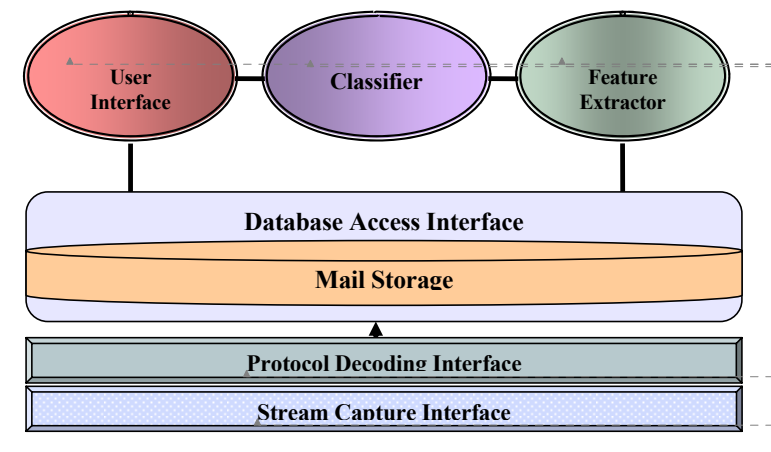 User
Interface
Classifier
Feature
Extractor
Database Access Interface
Mail Storage
Protocol Decoding Interface
Stream Capture Interface